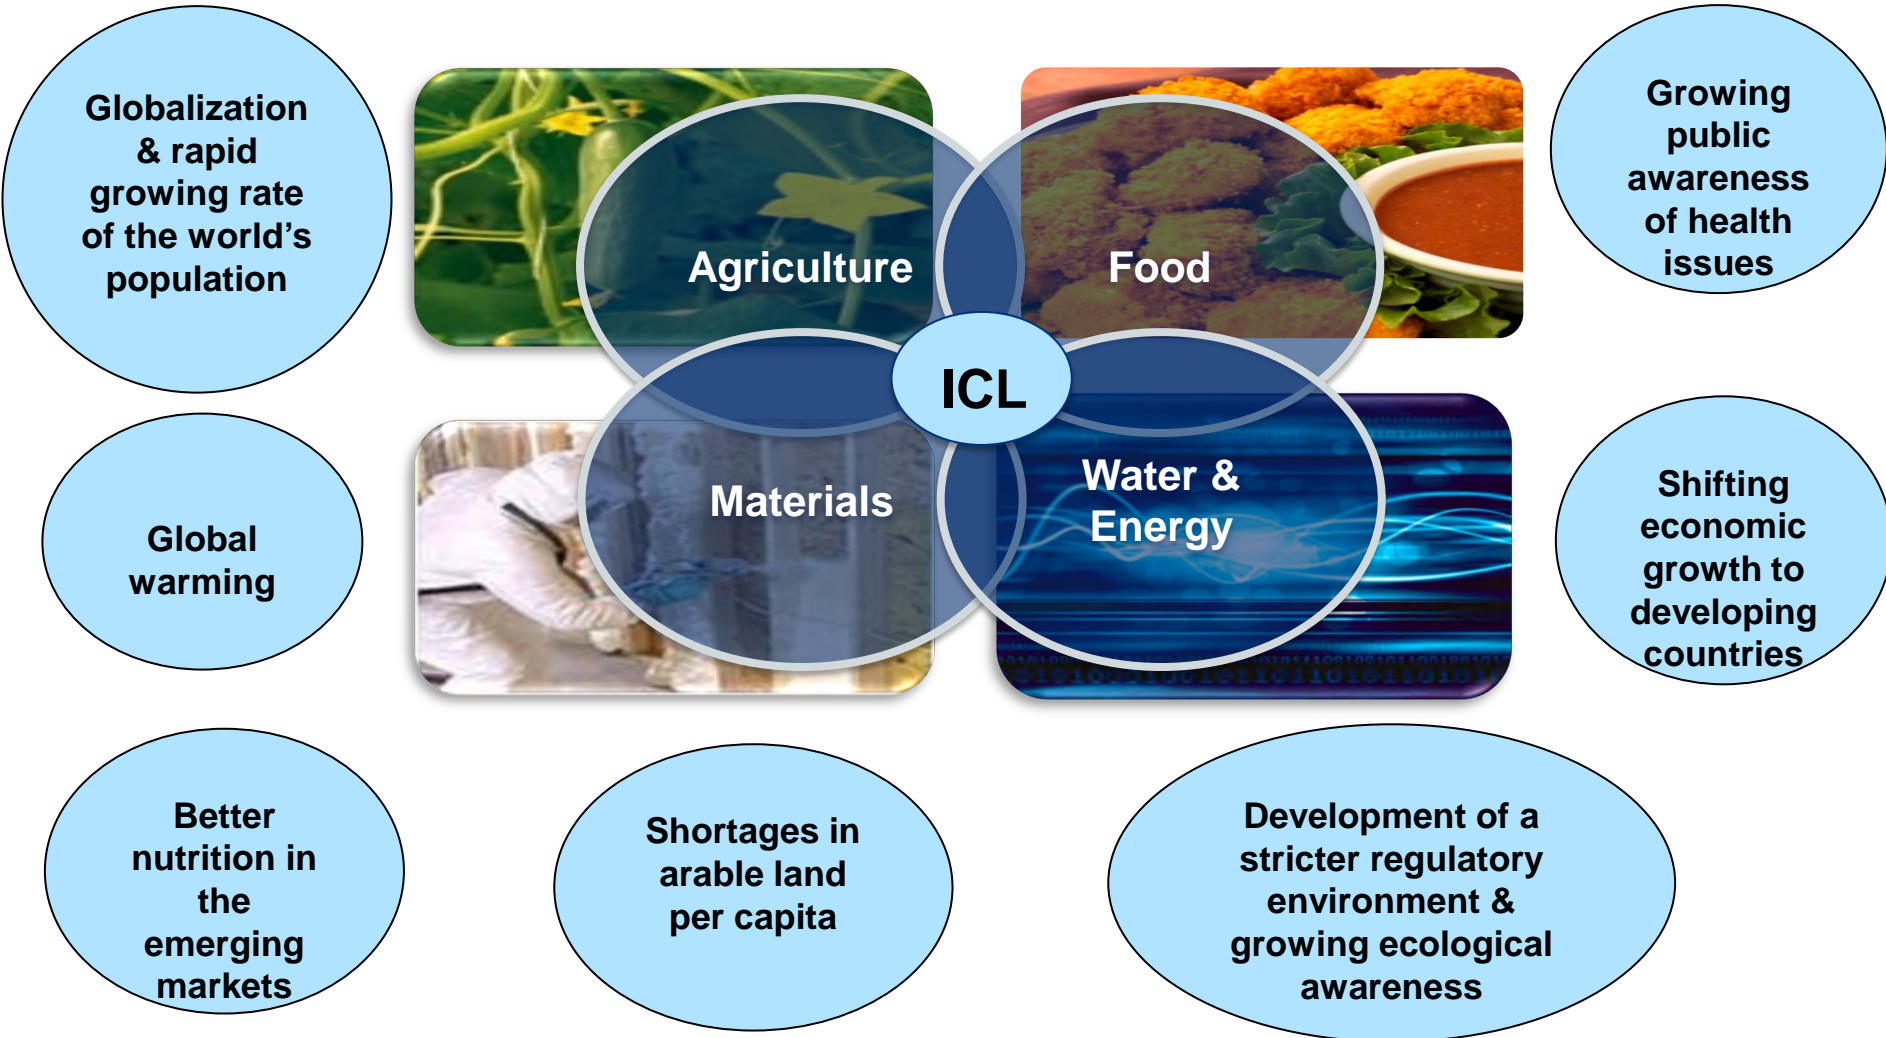 Globalization
& rapid
growing rate
of the world’s
population
Agriculture
Food
Growing
public
awareness
of health
issues
ICL
Global
warming
Materials
Water &
Energy
Shifting
economic
growth to
developing
countries
Better
nutrition in
the
emerging
markets
Shortages in
arable land
per capita
Development of a
stricter regulatory
environment &
growing ecological
awareness